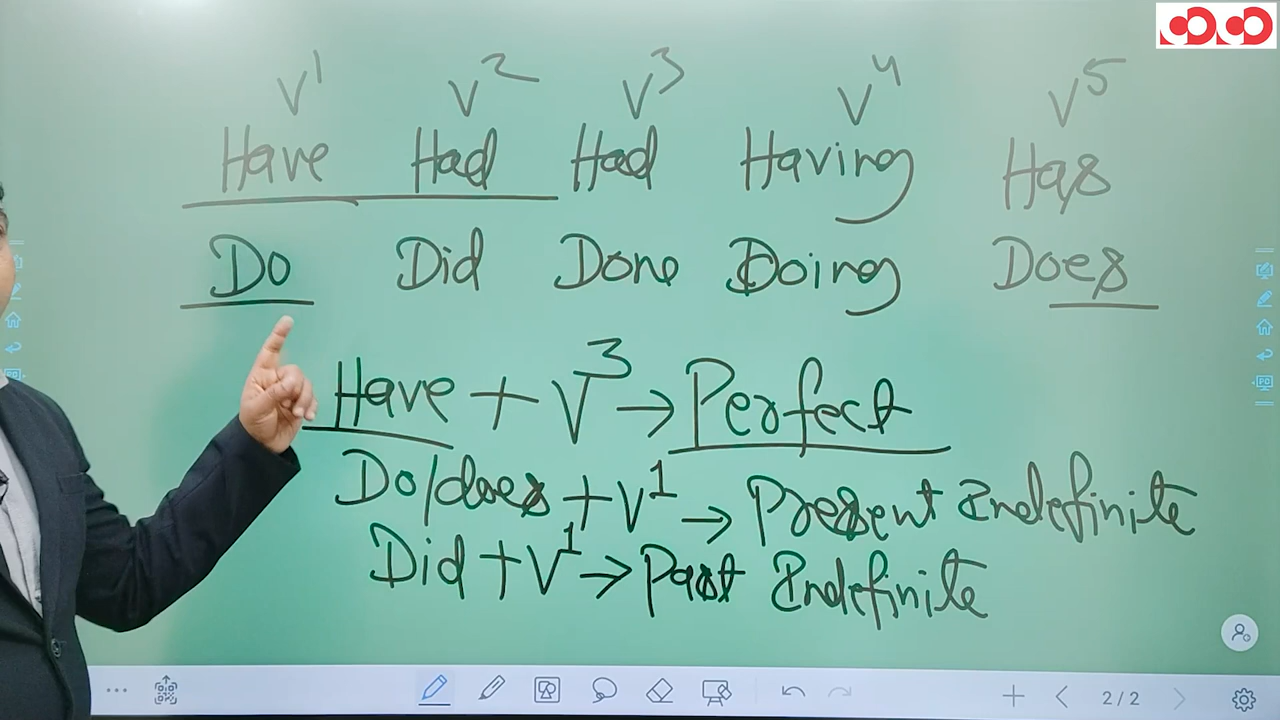 V¹ V² V³ V⁴ V⁵
Have Had Had Having Has
Do Did Done Doing Does
Have + V³ → Perfect
Do/does + V¹ → Present Indefinite
Did + V¹ → Past Indefinite
2/2